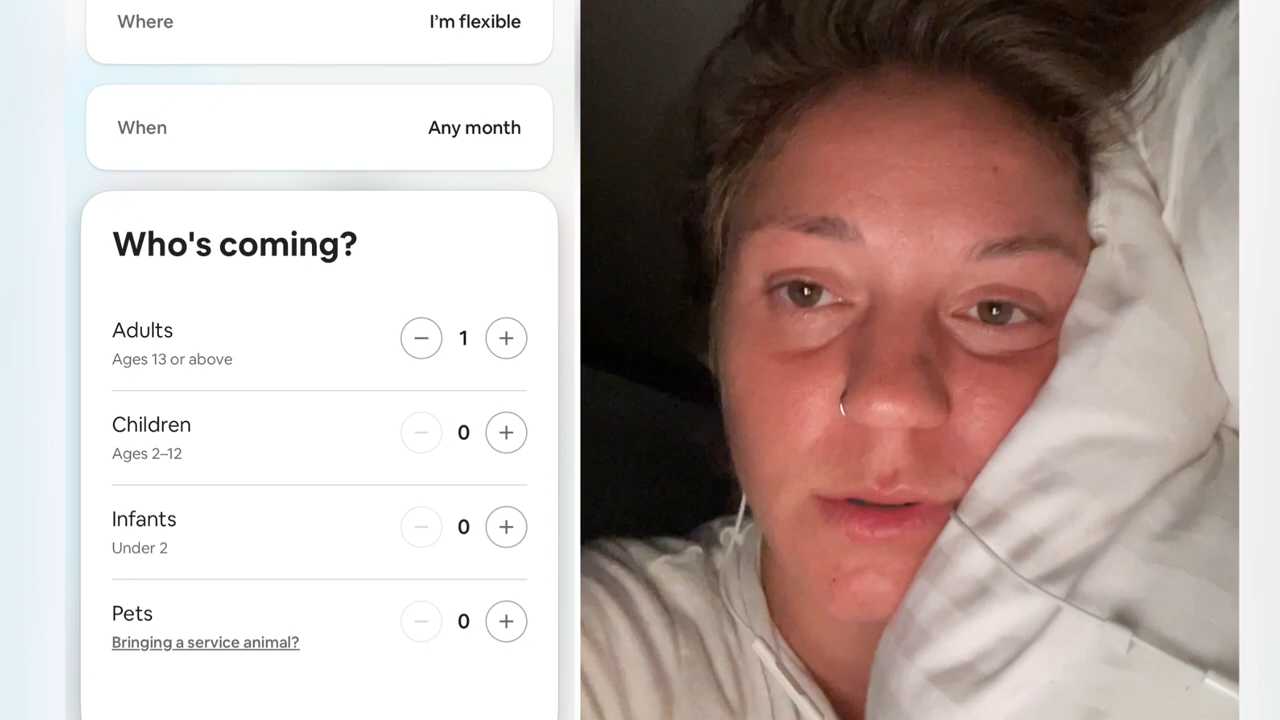 Where I’m flexible
When Any month
Who's coming?
Adults
Ages 13 or above
1
Children
Ages 2–12
0
Infants
Under 2
0
Pets
Bringing a service animal?
0